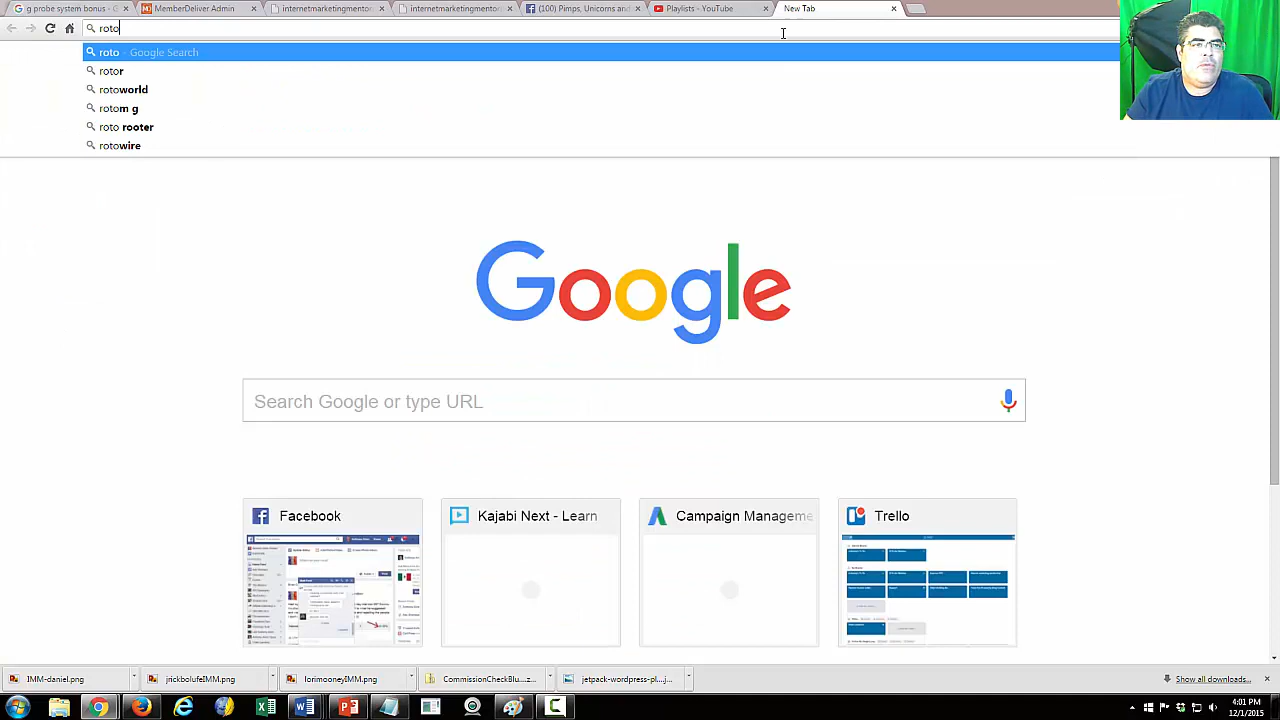 g probe system bonus - G
MemberDeliver Admin
internetmarketingmento
internetmarketingmento
(100) Pimps, Unicorns and
Playlists - YouTube
New Tab
roto
roto - Google Search
rotor
rotoworld
rotom g
roto rooter
rotowire
Google
Search Google or type URL
Facebook
Kajabi Next - Learn
Campaign Manageme
Trello
IMM-daniel.png
jrickbolufeIMM.png
lorimooneyIMM.png
CommissionCheckBlu....zip
jetpack-wordpress-pl....jpg
Show all downloads...
4:01 PM
12/1/2015